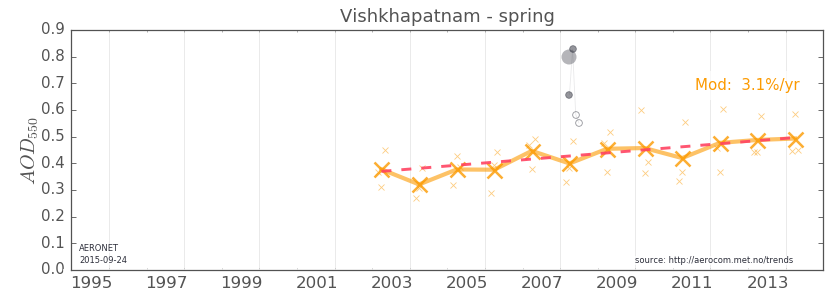 Vishkhapatnam - spring
0.9
0.8
0.7
0.6
0.5
0.4
0.3
0.2
0.1
0.0
AOD550
Mod: 3.1%/yr
AERONET
2015-09-24
source: http://aerocom.met.no/trends
1995 1997 1999 2001 2003 2005 2007 2009 2011 2013